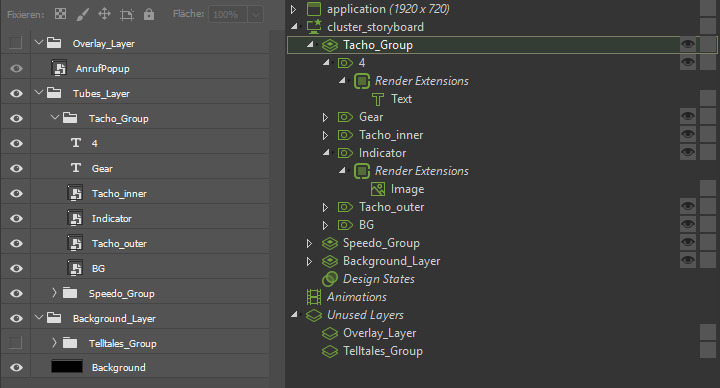 Fixieren:
Fläche: 100%
Overlay_Layer
AnrufPopup
Tubes_Layer
Tacho_Group
4
Gear
Tacho_inner
Indicator
Tacho_outer
BG
Speedo_Group
Background_Layer
Telltales_Group
Background
application (1920 x 720)
cluster_storyboard
Tacho_Group
4
Render Extensions
Text
Gear
Tacho_inner
Indicator
Render Extensions
Image
Tacho_outer
BG
Speedo_Group
Background_Layer
Design States
Animations
Unused Layers
Overlay_Layer
Telltales_Group